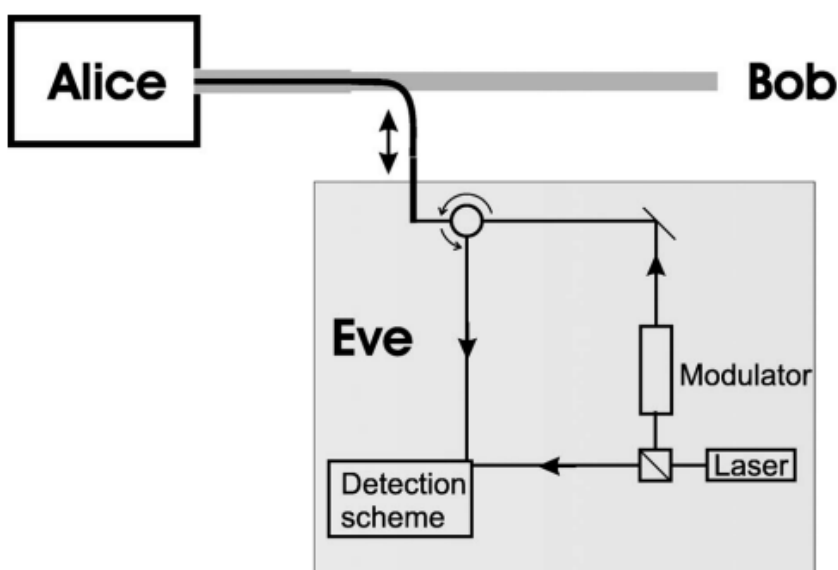 Alice
Bob
Eve
Modulator
Laser
Detection
scheme